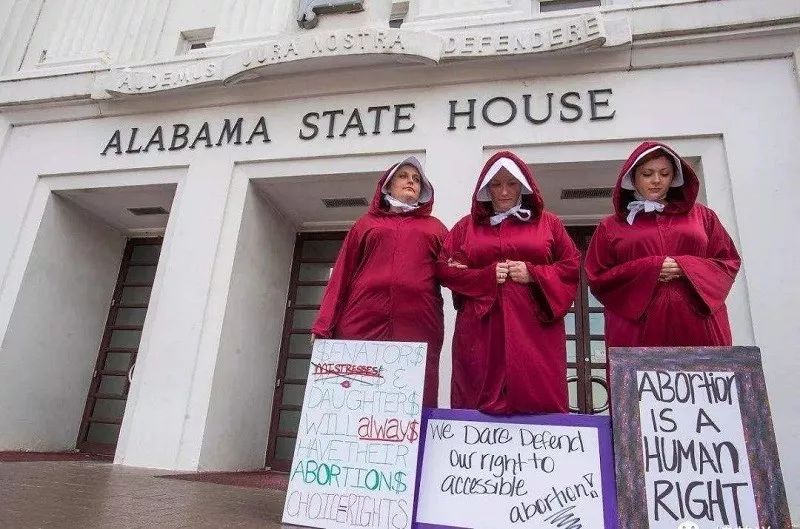 AUDEMUS JURA NOSTRA DEFENDERE
ALABAMA STATE HOUSE
$ENATOR$
MISTRESSES
&
DAUGHTER$
WILL always
HAVE THEIR
ABORTION$
CHOICE=RIGHTS
We Dare Defend
our right to
accessible
abortion!
ABORTION
IS A
HUMAN
RIGHT